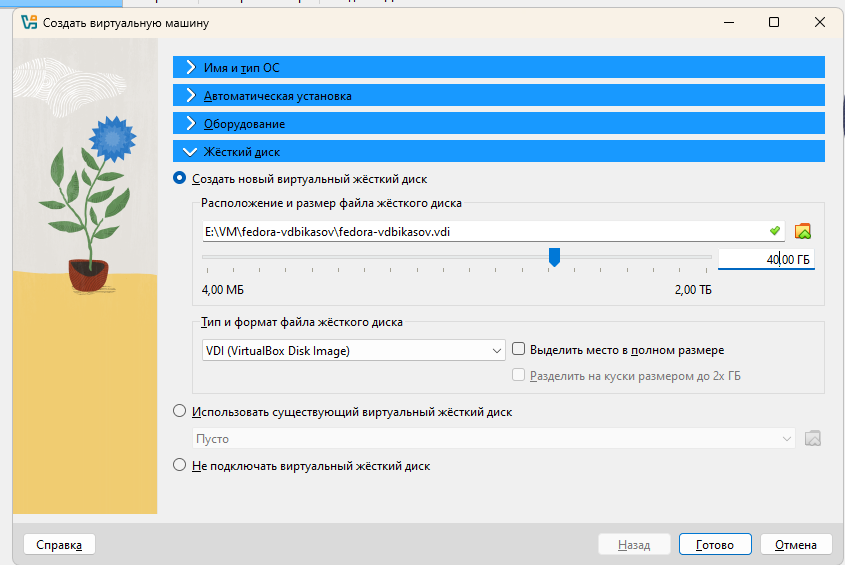 Создать виртуальную машину
Имя и тип ОС
Автоматическая установка
Оборудование
Жёсткий диск
Создать новый виртуальный жёсткий диск
Расположение и размер файла жёсткого диска
E:\VM\fedora-vdbikasov\fedora-vdbikasov.vdi
40,00 ГБ
4,00 МБ 2,00 ТБ
Тип и формат файла жёсткого диска
VDI (VirtualBox Disk Image) Выделить место в полном размере
Разделить на куски размером до 2х ГБ
Использовать существующий виртуальный жёсткий диск
Пусто
Не подключать виртуальный жёсткий диск
Справка Назад Готово Отмена